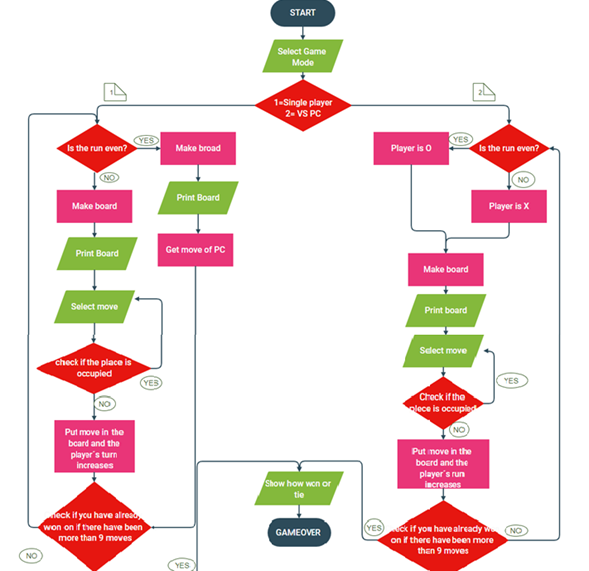 START
Select Game
Mode
1=Single player
2= VS PC
1
2
Is the run even?
YES
Make broad
NO
Make board
Print Board
Print Board
Get move of PC
Select move
check if the place is
occupied
YES
NO
Put move in the
board and the
player's turn
increases
heck if you have already
won on if there have been
more than 9 moves
NO
YES
Show how won or
tie
GAMEOVER
Player is O
YES
Is the run even?
NO
Player is X
Make board
Print board
Select move
YES
Check if the
piece is occupied
NO
Put move in the
board and the
player's run
increases
YES
eck if you have already wo
on if there have been more
than 9 moves
NO